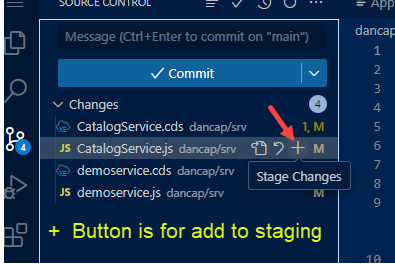 SOURCE CONTROL
Message (Ctrl+Enter to commit on "main")
Commit
Changes 4
CatalogService.cds dancap/srv 1, M
JS CatalogService.js dancap/srv + M
demoservice.cds dancap/srv
Stage Changes
JS demoservice.js dancap/srv M
+ Button is for add to staging
4
dancap
1
2
3
4
5
6
7
8
9
10